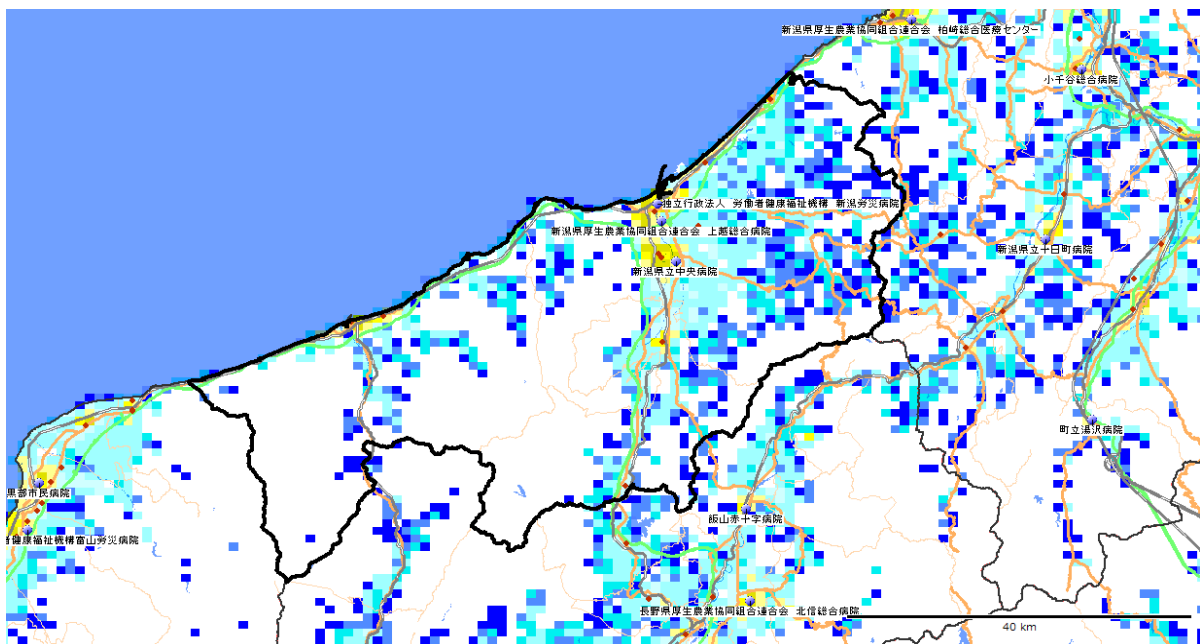 新潟県厚生農業協同組合連合会 柏崎総合医療センター
小千谷総合病院
独立行政法人 労働者健康福祉機構 新潟労災病院
新潟県厚生農業協同組合連合会 上越総合病院
新潟県立十日町病院
新潟県立中央病院
町立湯沢病院
黒部市民病院
飯山赤十字病院
者健康福祉機構富山労災病院
長野県厚生農業協同組合連合会 北信総合病院
40 km